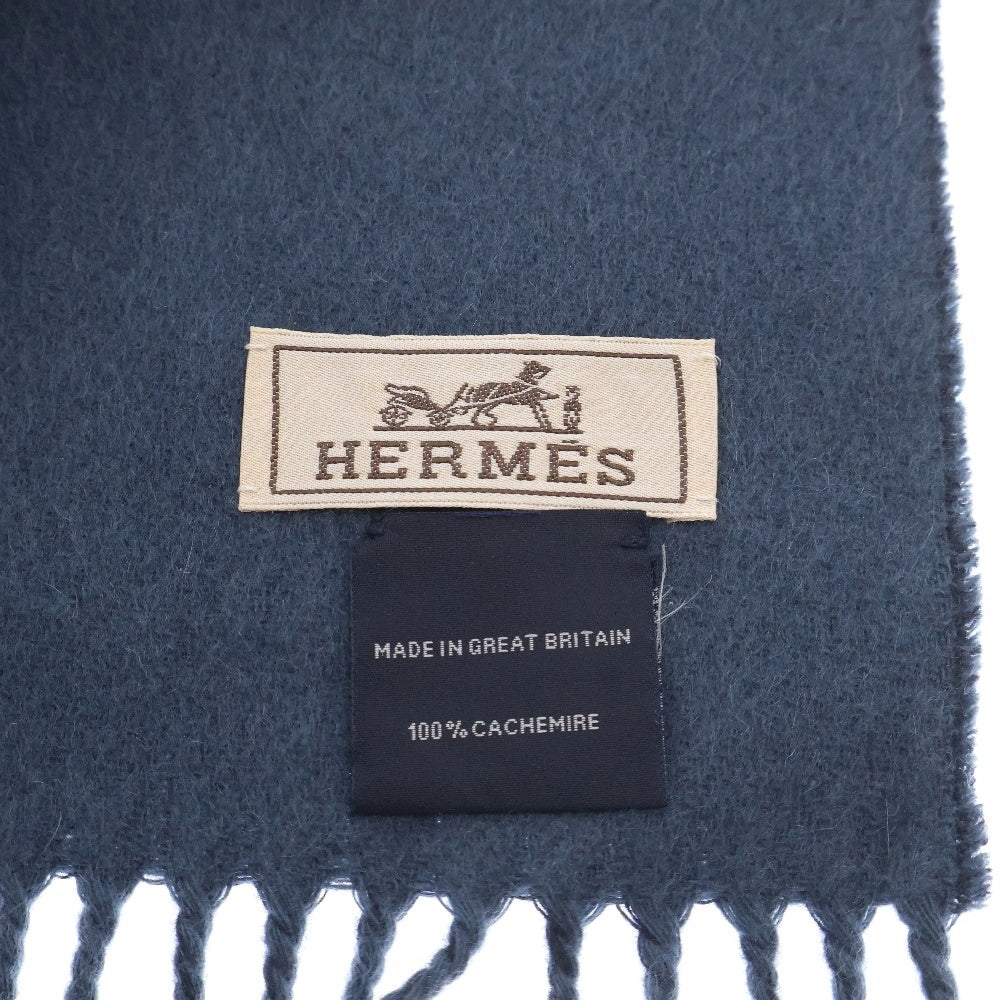 HERMÈS
MADE IN GREAT BRITAIN
100% CACHEMIRE